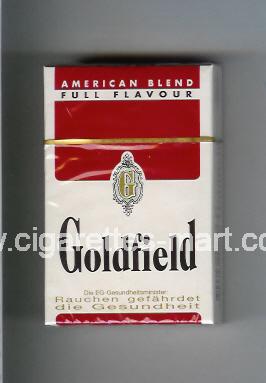 AMERICAN BLEND
FULL FLAVOUR
G
www.cigarettes-mart.com
Goldfield
Die EG-Gesundheitsminister:
Rauchen gefährdet
die Gesundheit